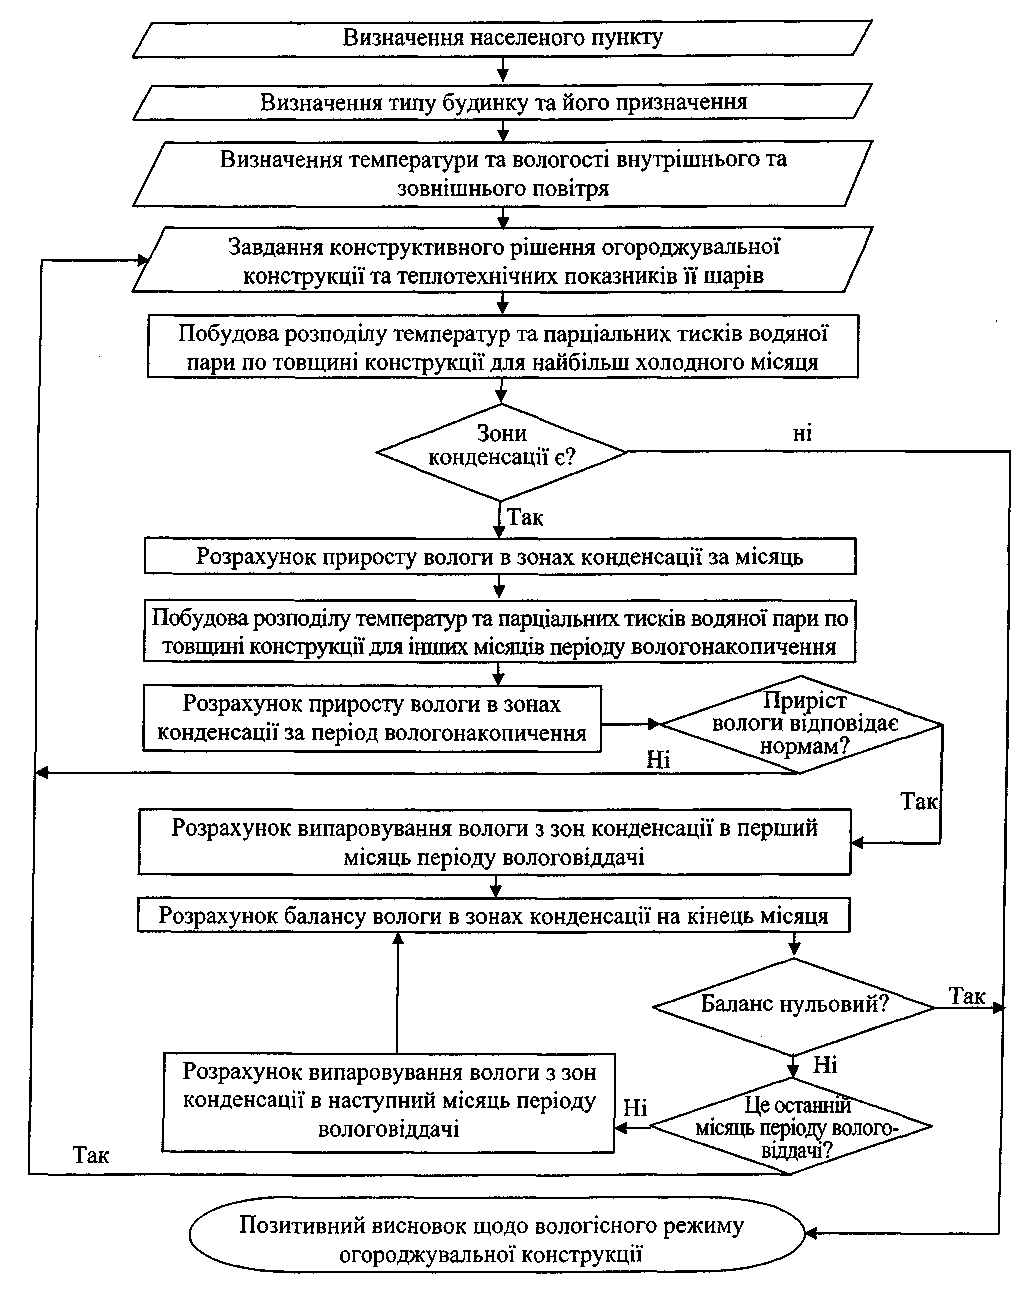 Визначення населеного пункту
Визначення типу будинку та його призначення
Визначення температури та вологості внутрішнього та
зовнішнього повітря
Завдання конструктивного рішення огороджувальної
конструкції та теплотехнічних показників її шарів
Побудова розподілу температур та парціальних тисків водяної
пари по товщині конструкції для найбільш холодного місяця
Зони
конденсації є?
ні
Так
Розрахунок приросту вологи в зонах конденсації за місяць
Побудова розподілу температур та парціальних тисків водяної пари по
товщині конструкції для інших місяців періоду вологонакопичення
Розрахунок приросту вологи в зонах
конденсації за період вологонакопичення
Приріст
вологи відповідає
нормам?
Ні
Так
Розрахунок випаровування вологи з зон конденсації в перший
місяць періоду вологовіддачі
Розрахунок балансу вологи в зонах конденсації на кінець місяця
Баланс нульовий?
Так
Ні
Розрахунок випаровування вологи з зон
конденсації в наступний місяць періоду
вологовіддачі
Ні
Це останній
місяць періоду волого-
віддачі?
Так
Позитивний висновок щодо вологісного режиму
огороджувальної конструкції